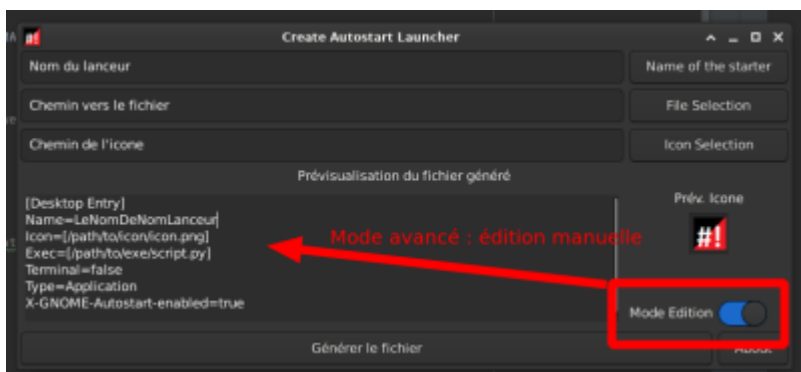 #! Create Autostart Launcher
Nom du lanceur Name of the starter
Chemin vers le fichier File Selection
Chemin de l'icone Icon Selection
Prévisualisation du fichier généré
[Desktop Entry] Prév. Icone
Name=LeNomDeNomLanceur
Icon=[/path/to/icon/icon.png] Mode avancé : édition manuelle #!
Exec=[/path/to/exe/script.py]
Terminal=false
Type=Application
X-GNOME-Autostart-enabled=true Mode Edition
Générer le fichier About